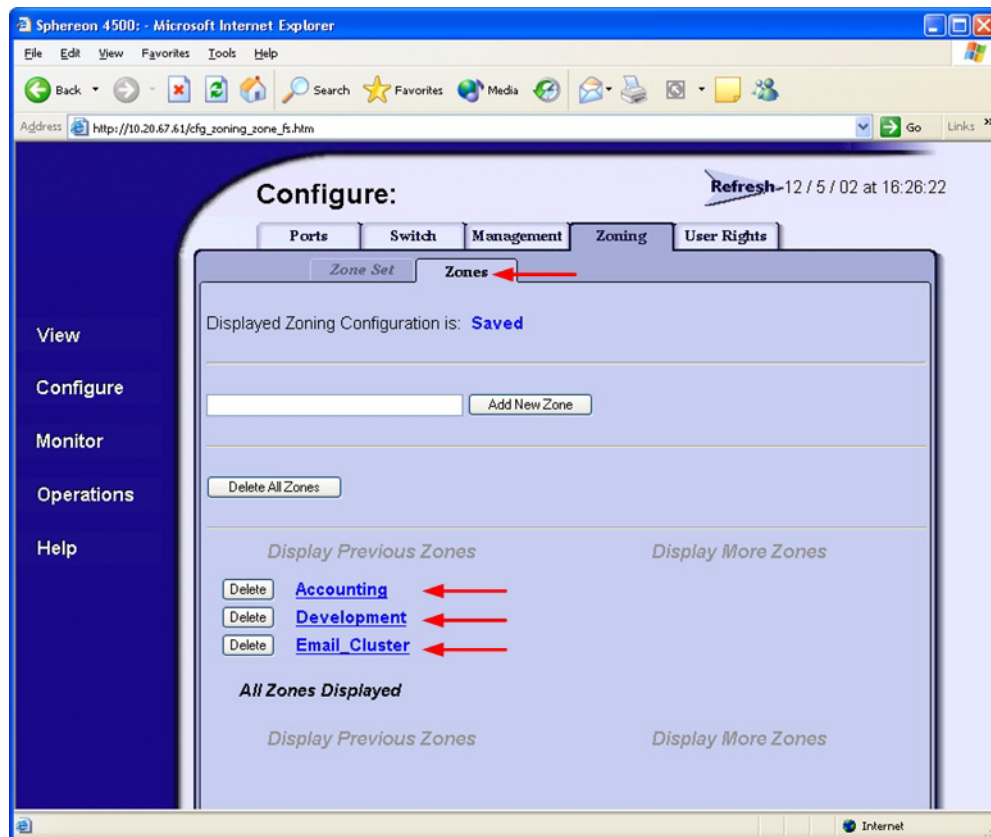 Sphereon 4500: - Microsoft Internet Explorer
File Edit View Favorites Tools Help
Back Search Favorites Media
Address http://10.20.67.61/cfg_zoning_zone_fs.htm Go Links »
Configure:
Refresh-12 / 5 / 02 at 16:26:22
Ports Switch Management Zoning User Rights
Zone Set Zones
Displayed Zoning Configuration is: Saved
View
Configure
Add New Zone
Monitor
Operations
Delete All Zones
Help
Display Previous Zones Display More Zones
Delete Accounting
Delete Development
Delete Email_Cluster
All Zones Displayed
Display Previous Zones Display More Zones
Internet